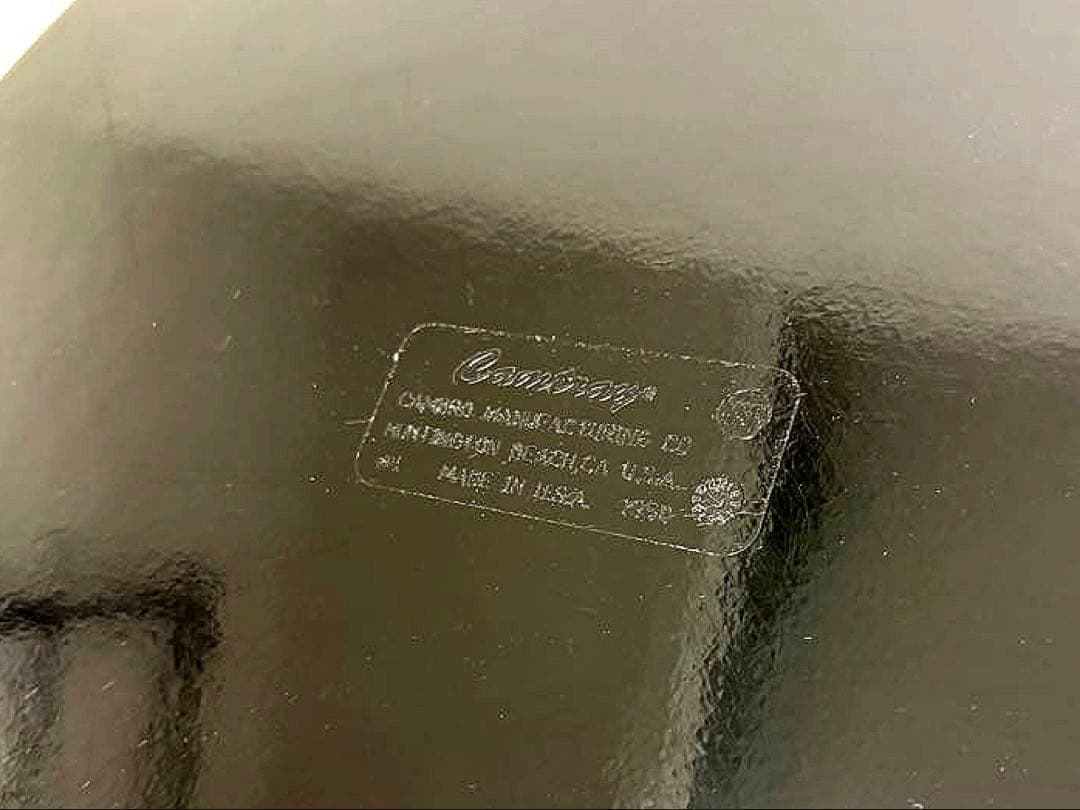 Camtray®
CAMBRO MANUFACTURING CO
HUNTINGTON BEACH,CA U.S.A.
MADE IN U.S.A.